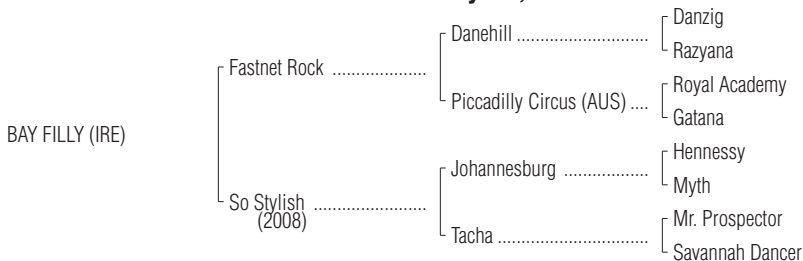 Danzig
Danehill ..............................
Razyana
Fastnet Rock .....................
Royal Academy
Piccadilly Circus (AUS) ....
Gatana
BAY FILLY (IRE)
Hennessy
Johannesburg ...................
Myth
So Stylish .........................
(2008)
Mr. Prospector
Tacha ..................................
Savannah Dancer